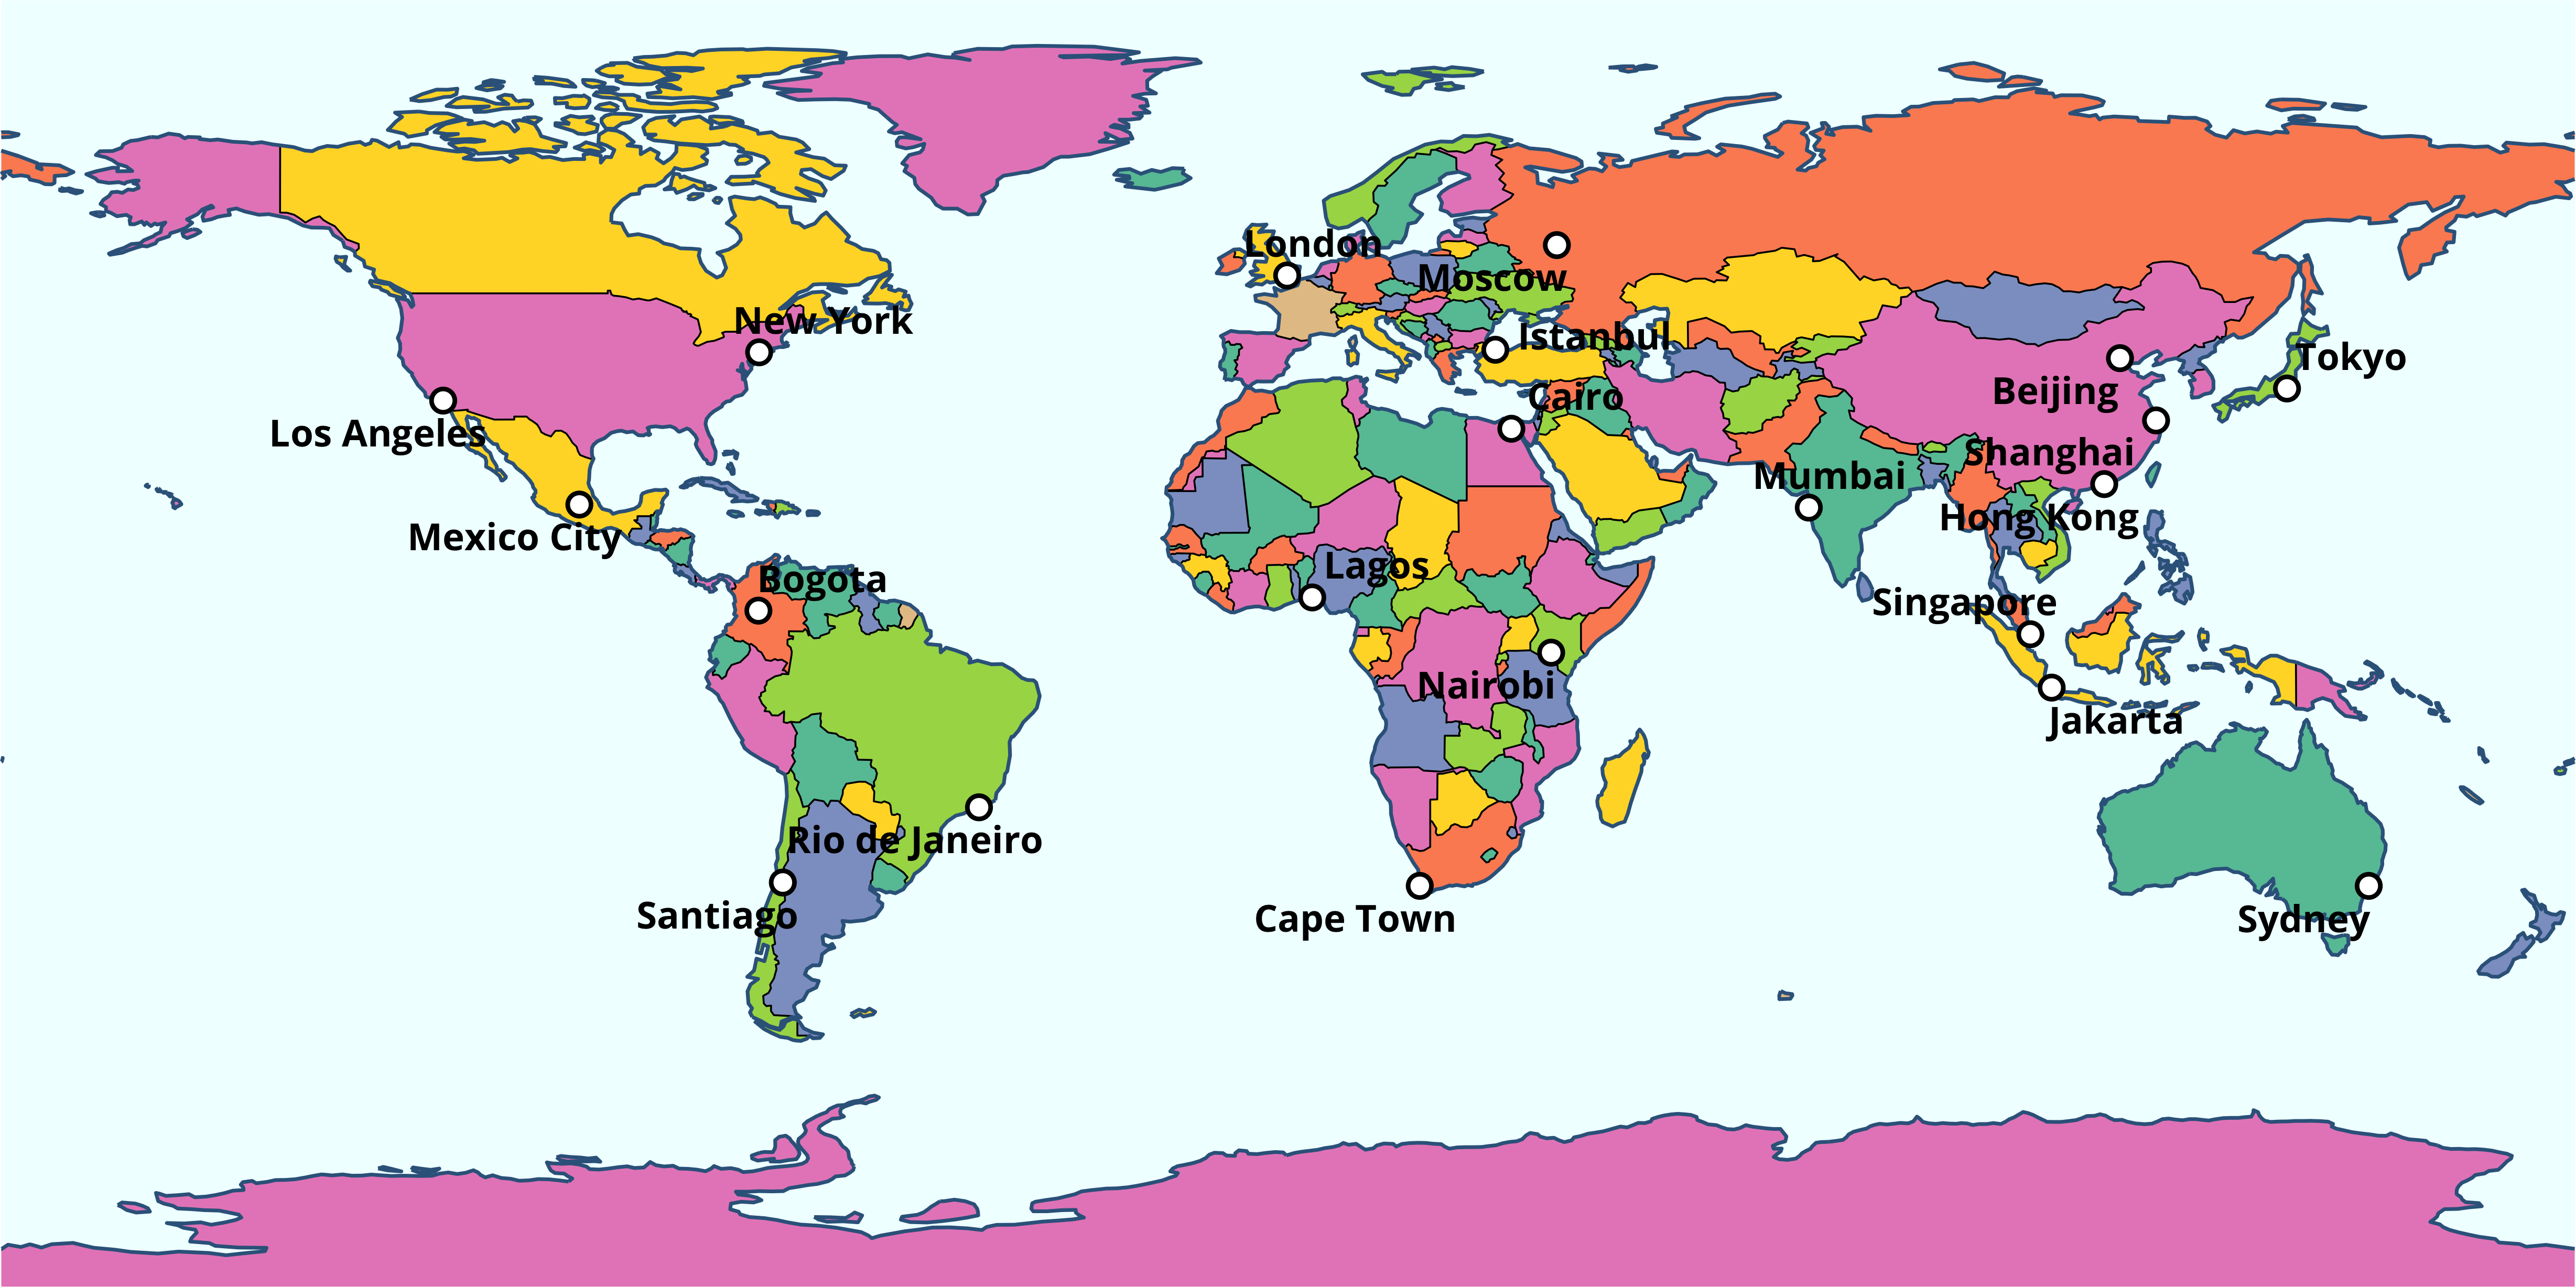 London
Moscow
New York
Istanbul
Tokyo
Beijing
Cairo
Los Angeles
Shanghai
Mumbai
Hong Kong
Mexico City
Lagos
Bogota
Singapore
Nairobi
Jakarta
Rio de Janeiro
Santiago
Cape Town
Sydney